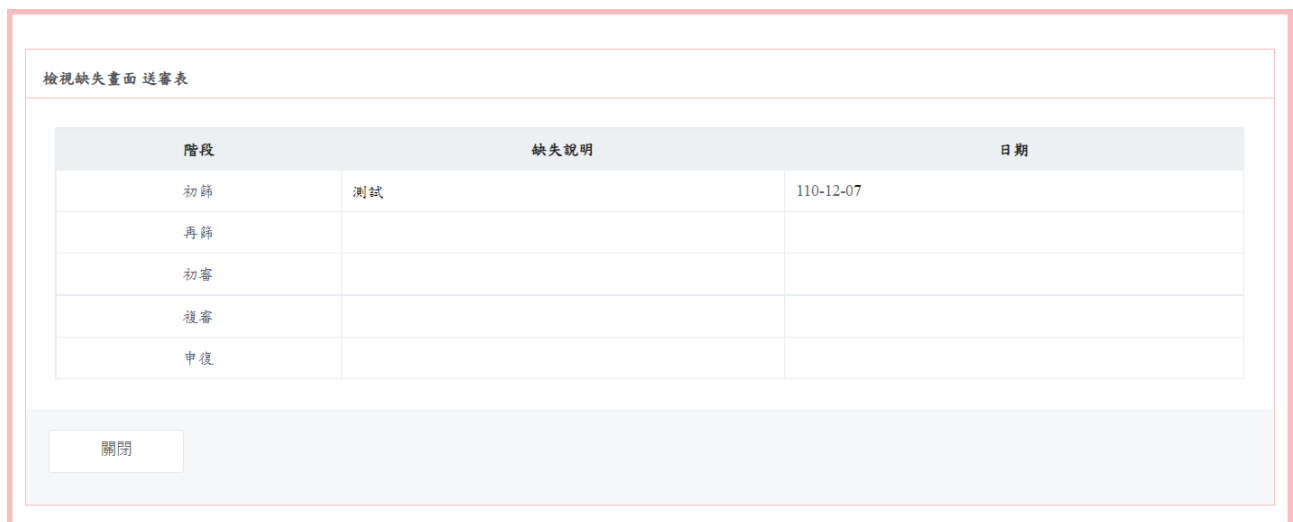 檢視缺失畫面 送審表
階段 缺失說明 日期
初篩 測試 110-12-07
再篩
初審
複審
申復
關閉